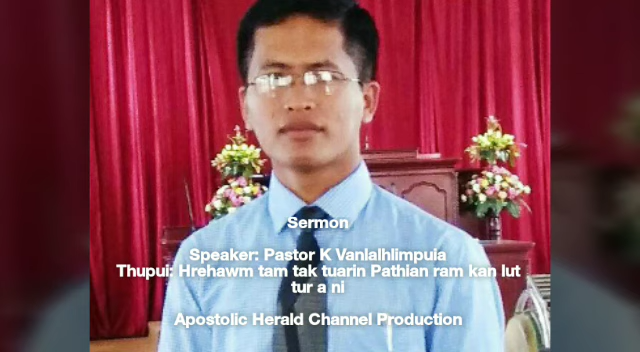 Sermon
Speaker: Pastor K Vanlalhlimpuia
Thupui: Hrehawm tam tak tuarin Pathian ram kan lut
tur a ni
Apostolic Herald Channel Production